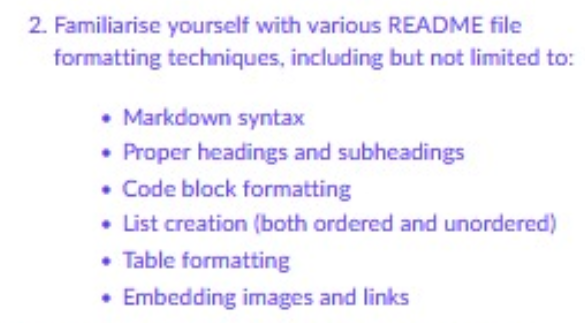 2. Familiarise yourself with various README file
formatting techniques, including but not limited to:
• Markdown syntax
• Proper headings and subheadings
• Code block formatting
• List creation (both ordered and unordered)
• Table formatting
• Embedding images and links